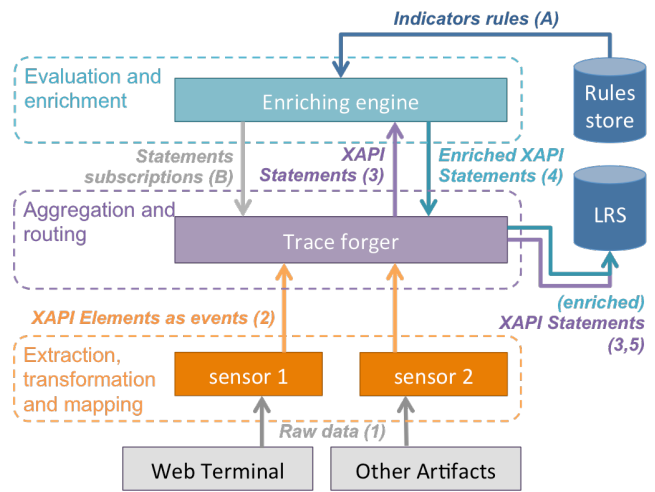 Indicators rules (A)
Evaluation and
enrichment
Enriching engine
Rules
store
Statements
subscriptions (B)
XAPI
Statements (3)
Enriched XAPI
Statements (4)
Aggregation and
routing
Trace forger
LRS
XAPI Elements as events (2)
(enriched)
XAPI Statements
(3,5)
Extraction,
transformation
and mapping
sensor 1
sensor 2
Raw data (1)
Web Terminal
Other Artifacts